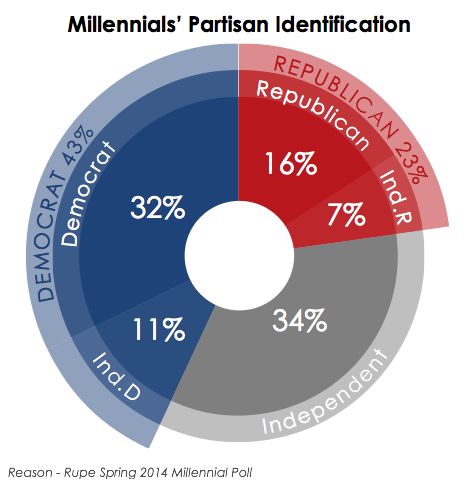 Millennials' Partisan Identification
REPUBLICAN 23%
Republican
16%
Ind.R
7%
DEMOCRAT 43%
Democrat
32%
11%
Ind.D
34%
Independent
Reason - Rupe Spring 2014 Millennial Poll